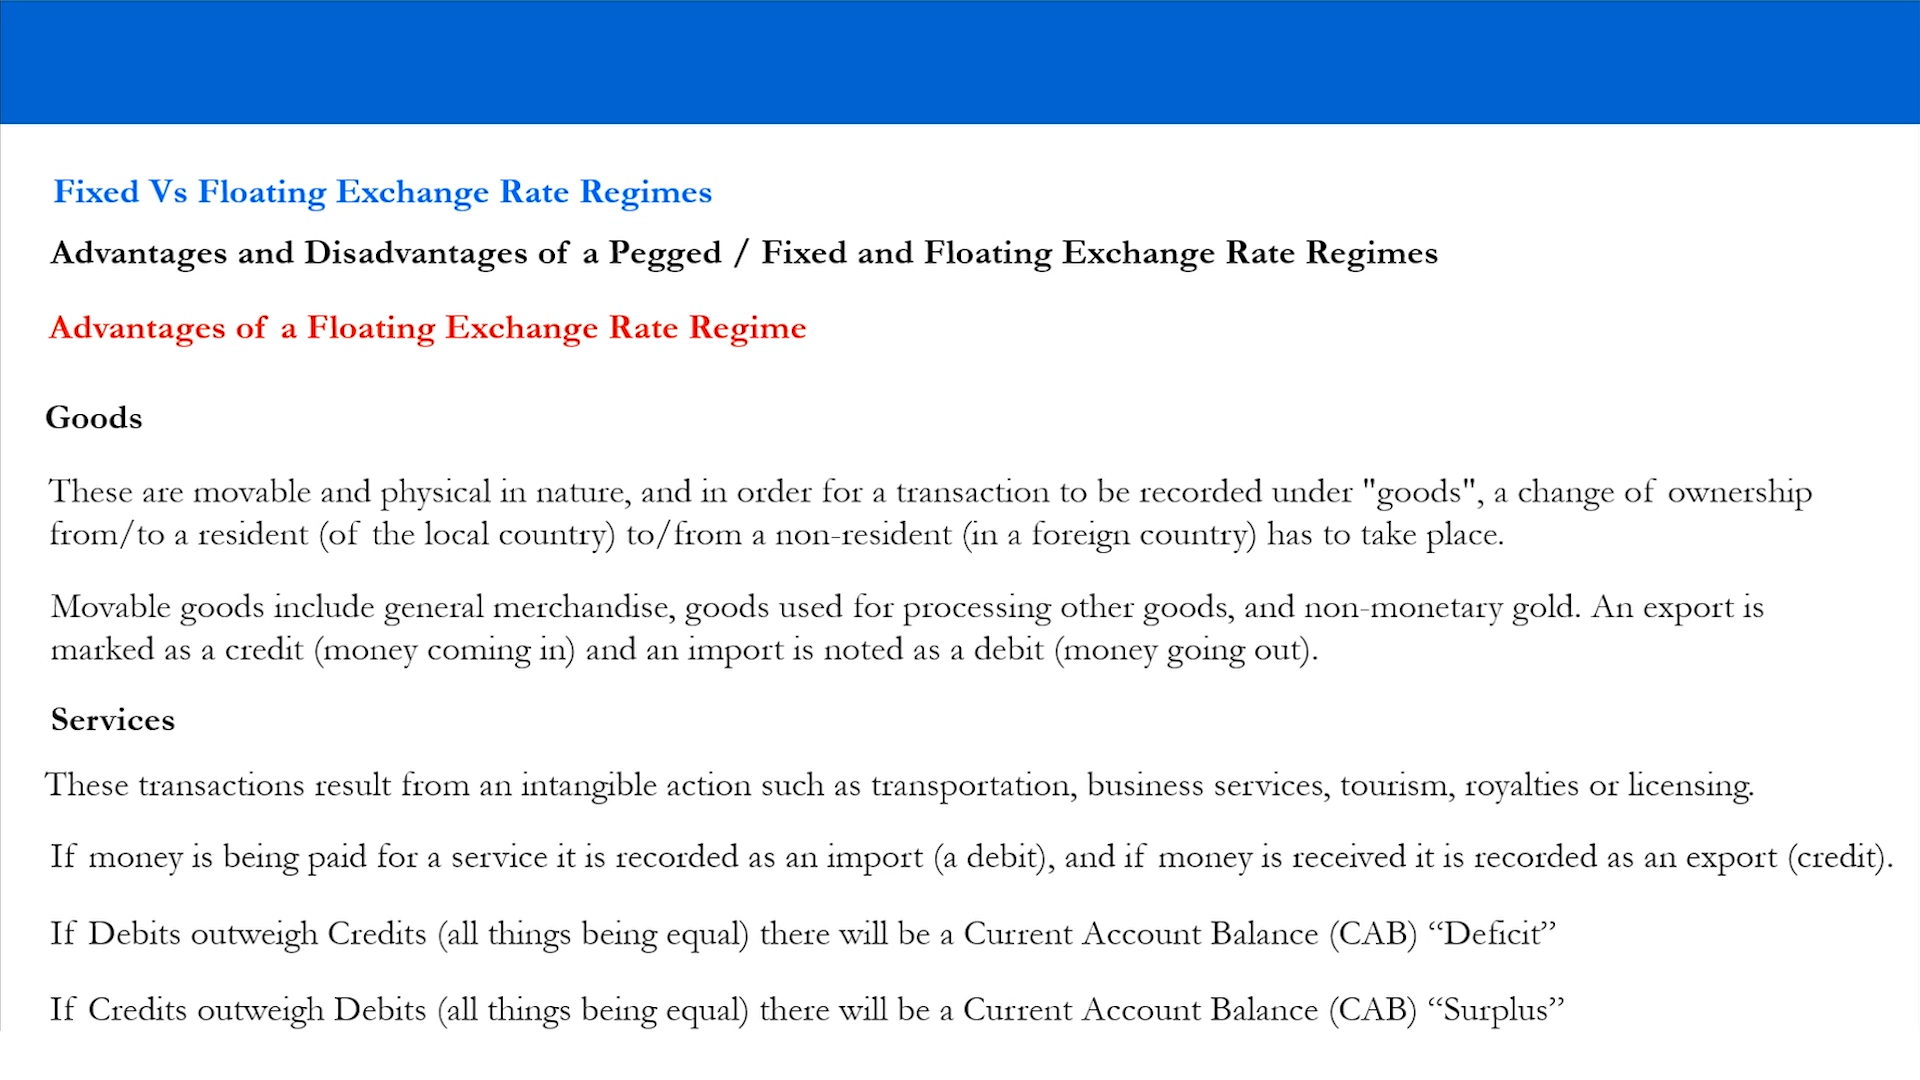 Fixed Vs Floating Exchange Rate Regimes
Advantages and Disadvantages of a Pegged / Fixed and Floating Exchange Rate Regimes
Advantages of a Floating Exchange Rate Regime
Goods
These are movable and physical in nature, and in order for a transaction to be recorded under "goods", a change of ownership
from/to a resident (of the local country) to/from a non-resident (in a foreign country) has to take place.
Movable goods include general merchandise, goods used for processing other goods, and non-monetary gold. An export is
marked as a credit (money coming in) and an import is noted as a debit (money going out).
Services
These transactions result from an intangible action such as transportation, business services, tourism, royalties or licensing.
If money is being paid for a service it is recorded as an import (a debit), and if money is received it is recorded as an export (credit).
If Debits outweigh Credits (all things being equal) there will be a Current Account Balance (CAB) “Deficit”
If Credits outweigh Debits (all things being equal) there will be a Current Account Balance (CAB) “Surplus”